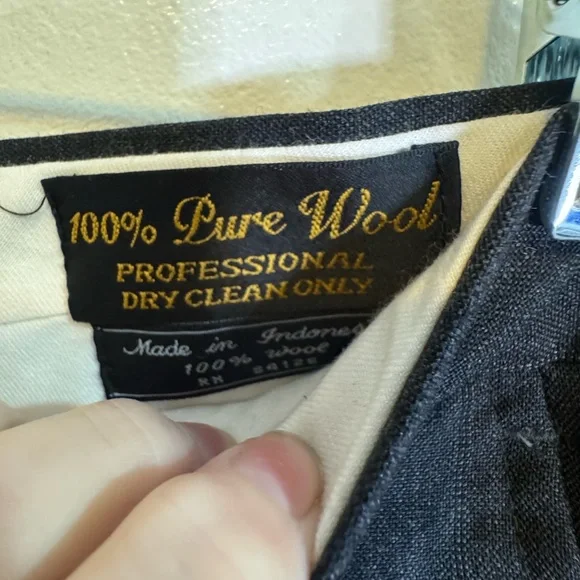 100% Pure Wool
PROFESSIONAL
DRY CLEAN ONLY
Made in Indones
100% wool
RN